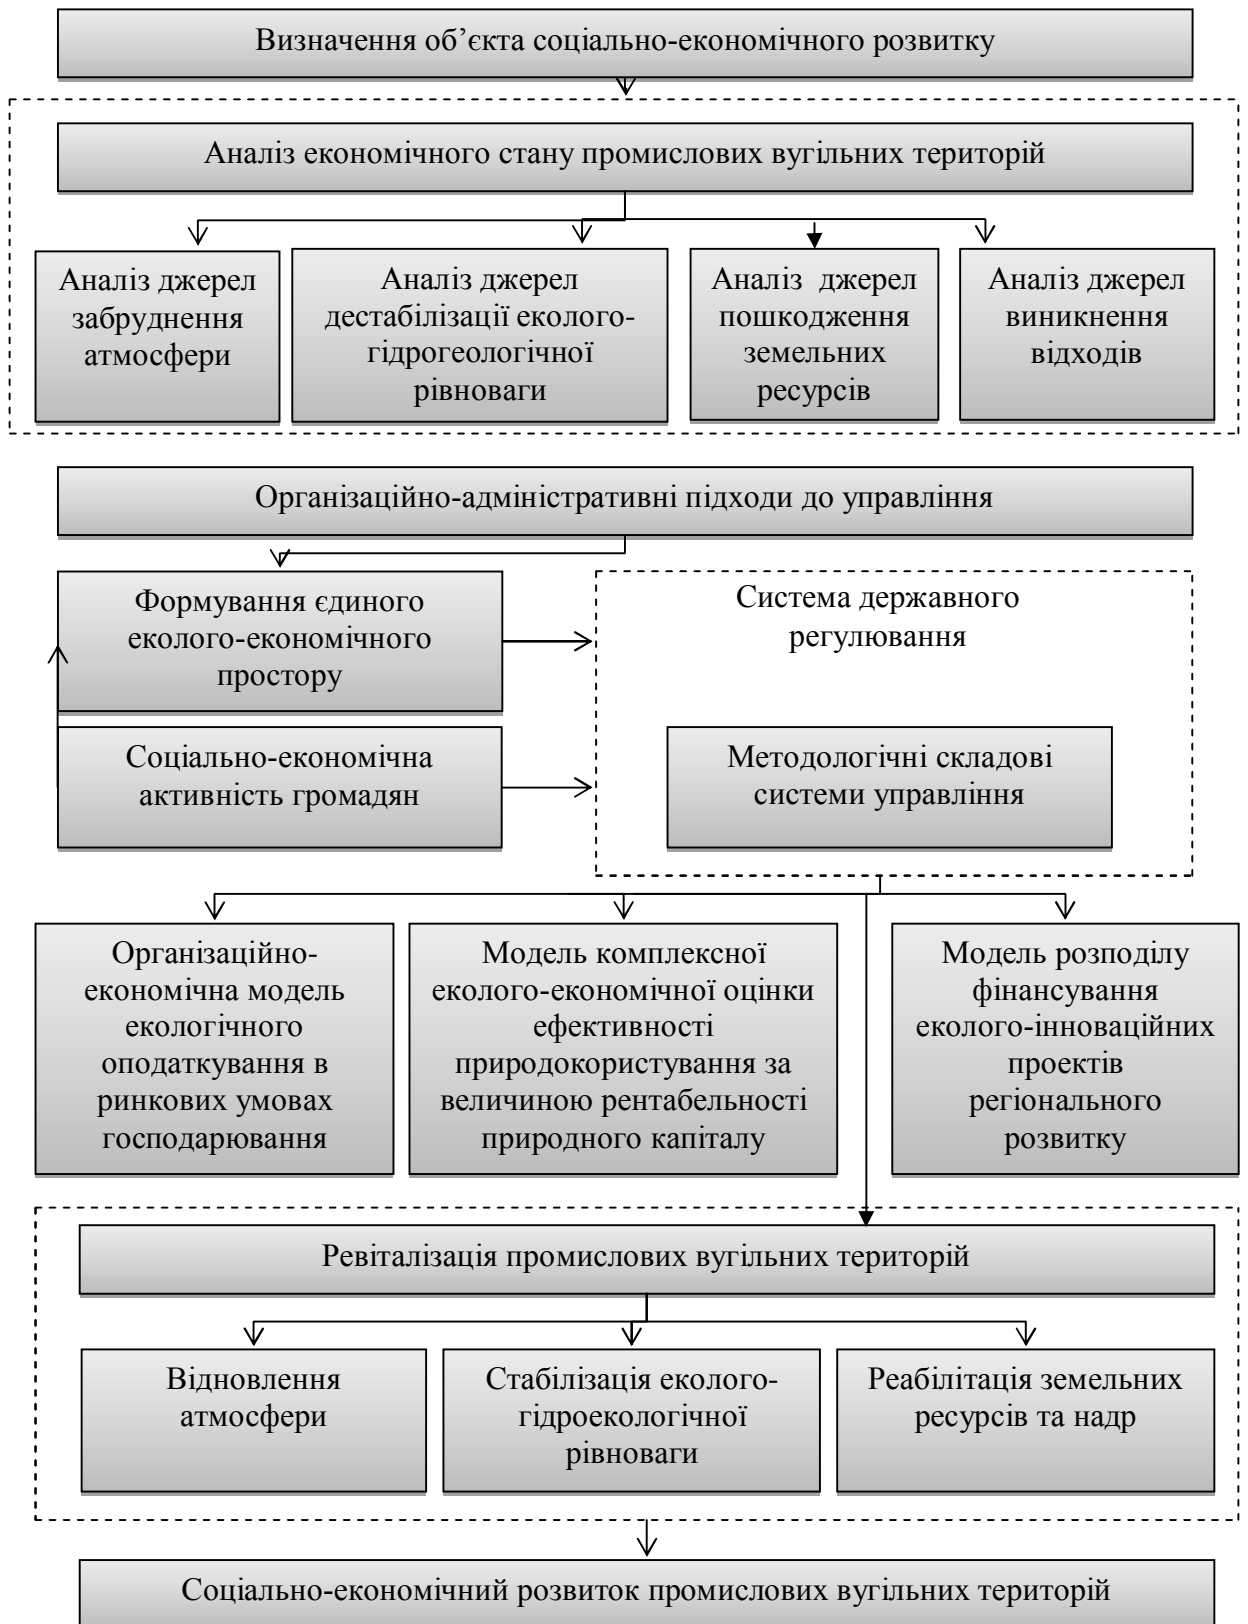 Визначення об’єкта соціально-економічного розвитку
Аналіз економічного стану промислових вугільних територій
Аналіз джерел
забруднення
атмосфери
Аналіз джерел
дестабілізації еколого-
гідрогеологічної
рівноваги
Аналіз джерел
пошкодження
земельних
ресурсів
Аналіз джерел
виникнення
відходів
Організаційно-адміністративні підходи до управління
Формування єдиного
еколого-економічного
простору
Система державного
регулювання
Соціально-економічна
активність громадян
Методологічні складові
системи управління
Організаційно-
економічна модель
екологічного
оподаткування в
ринкових умовах
господарювання
Модель комплексної
еколого-економічної оцінки
ефективності
природокористування за
величиною рентабельності
природного капіталу
Модель розподілу
фінансування
еколого-інноваційних
проектів
регіонального
розвитку
Ревіталізація промислових вугільних територій
Відновлення
атмосфери
Стабілізація еколого-
гідроекологічної
рівноваги
Реабілітація земельних
ресурсів та надр
Соціально-економічний розвиток промислових вугільних територій